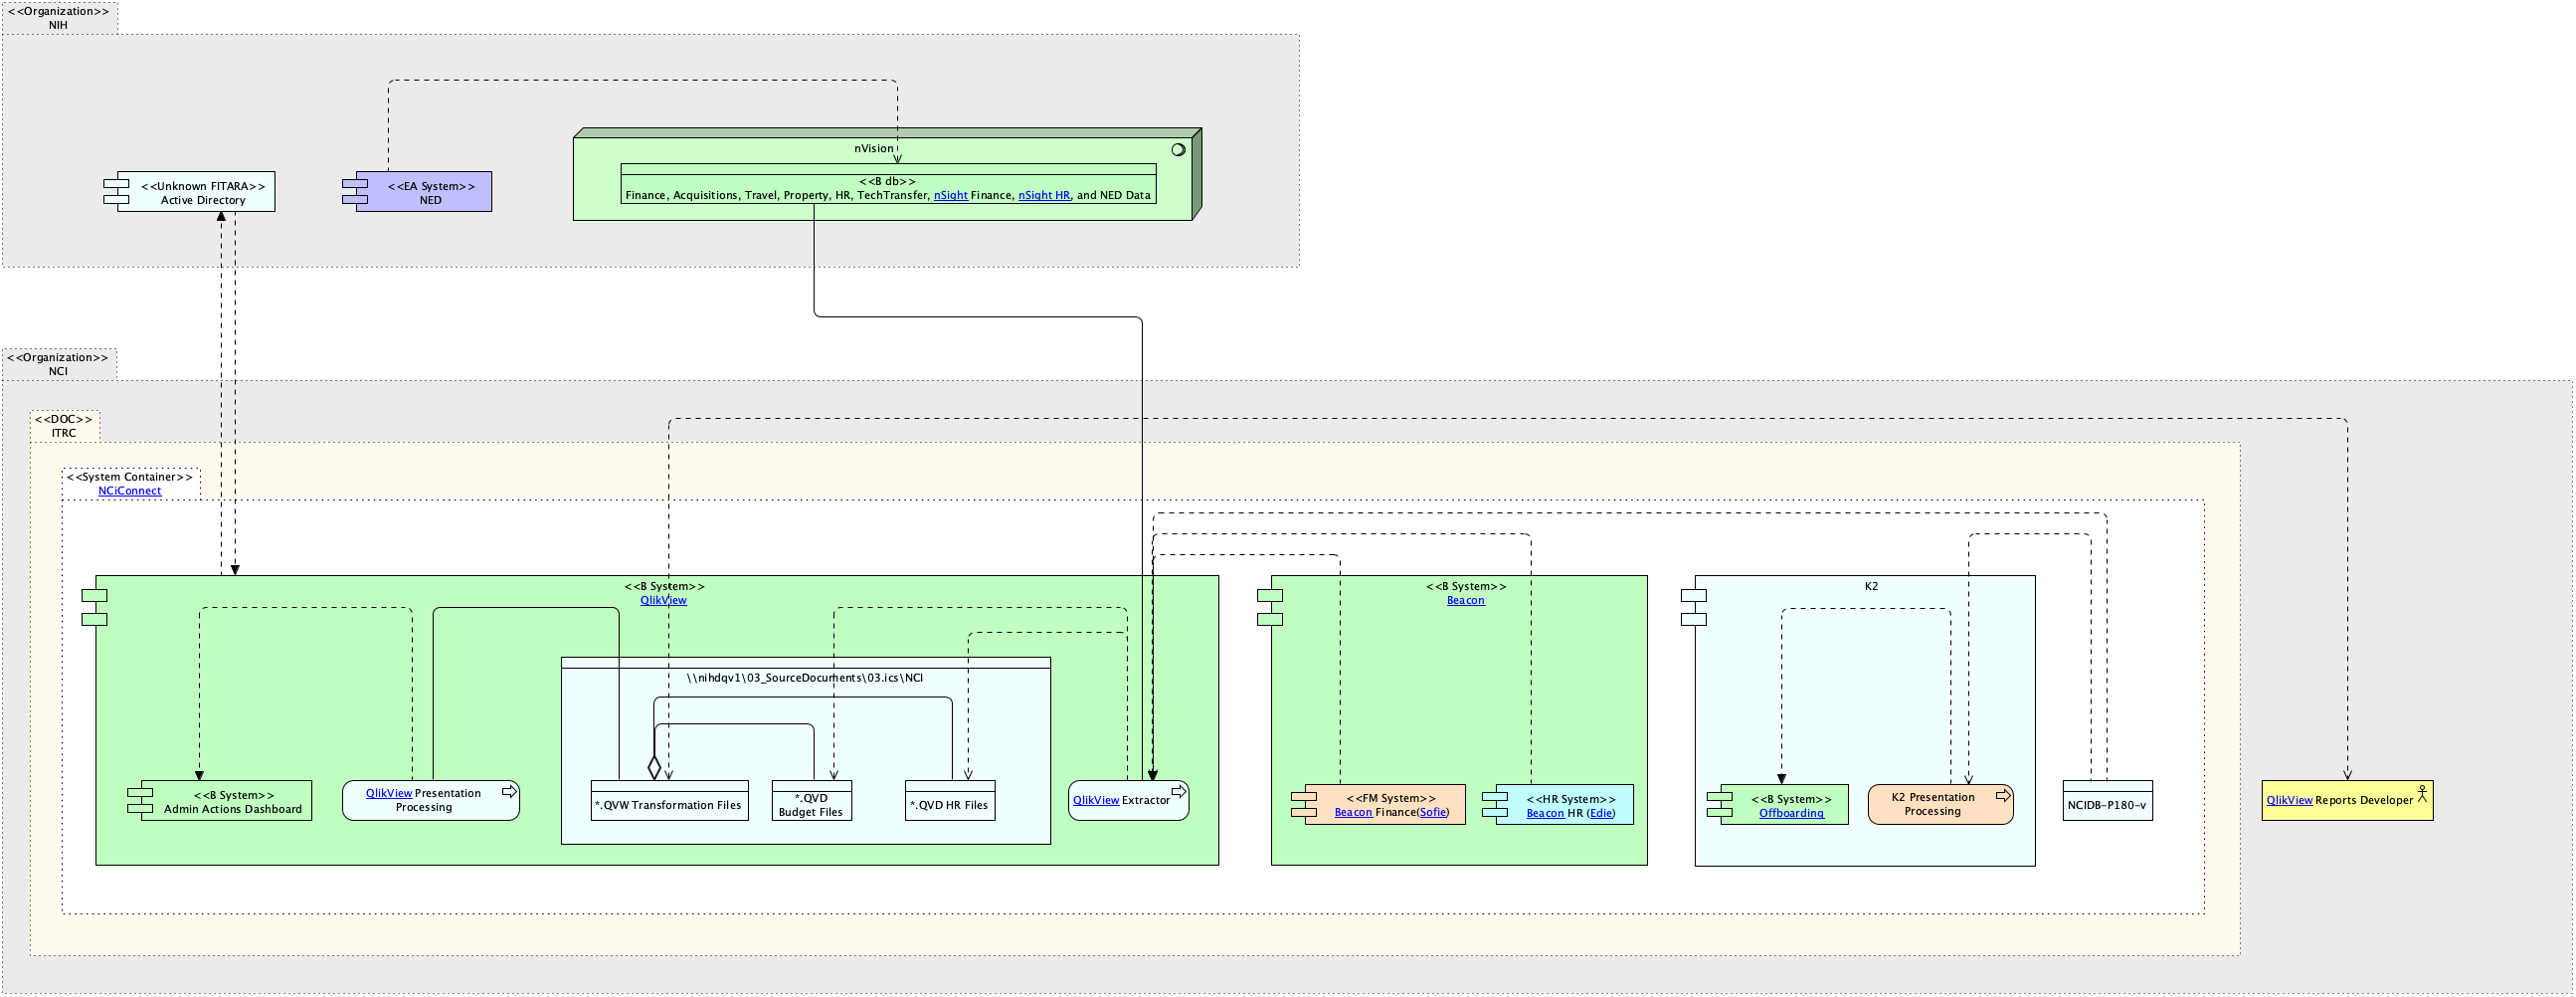 <<Organization>>
NIH
nVision
<<B db>>
Finance, Acquisitions, Travel, Property, HR, TechTransfer, nSight Finance, nSight HR, and NED Data
<<Unknown FITARA>>
Active Directory
<<EA System>>
NED
<<Organization>>
NCI
<<DOC>>
ITRC
<<System Container>>
NCiConnect
<<B System>>
QlikView
<<B System>>
Beacon
K2
\\nihdqv1\03_SourceDocuments\03.ics\NCI
<<B System>>
Admin Actions Dashboard
QlikView Presentation
Processing
*.QVW Transformation Files
*.QVD
Budget Files
*.QVD HR Files
QlikView Extractor
<<FM System>>
Beacon Finance(Sofie)
<<HR System>>
Beacon HR (Edie)
<<B System>>
Offboarding
K2 Presentation
Processing
NCIDB-P180-v
QlikView Reports Developer